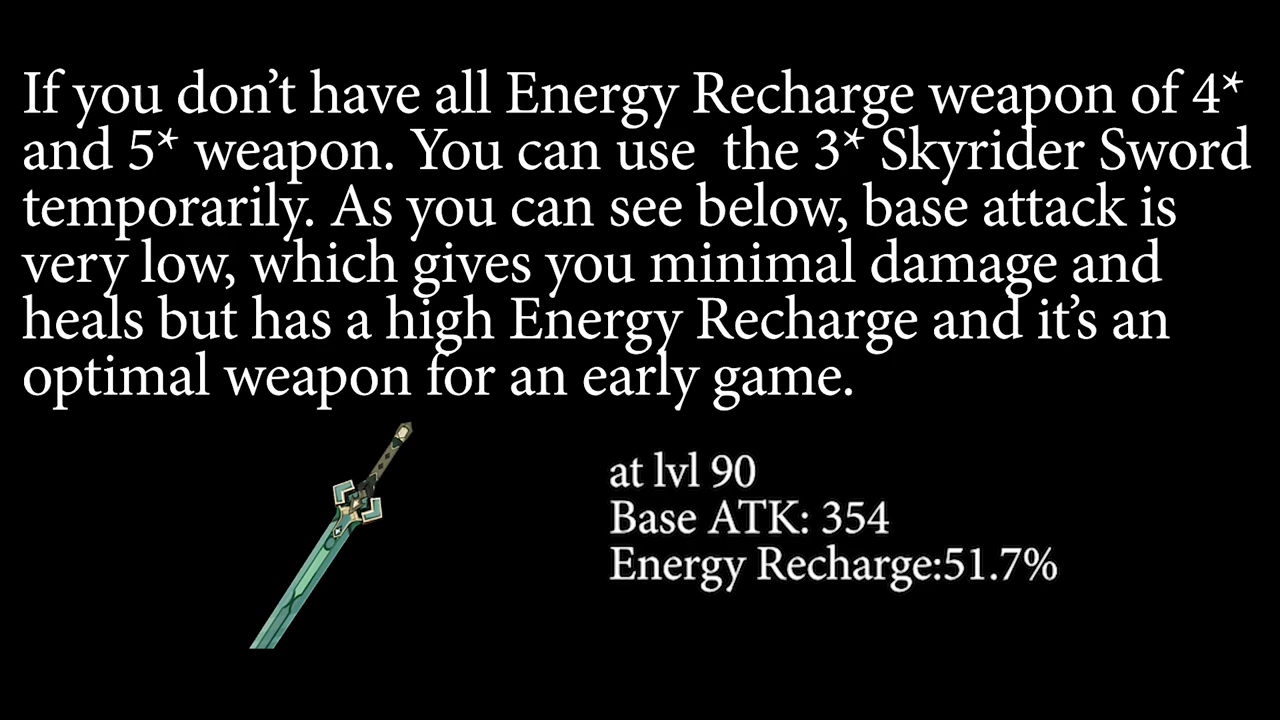 If you don’t have all Energy Recharge weapon of 4*
and 5* weapon. You can use  the 3* Skyrider Sword
temporarily. As you can see below, base attack is
very low, which gives you minimal damage and
heals but has a high Energy Recharge and it’s an
optimal weapon for an early game.
at lvl 90
Base ATK: 354
Energy Recharge:51.7%